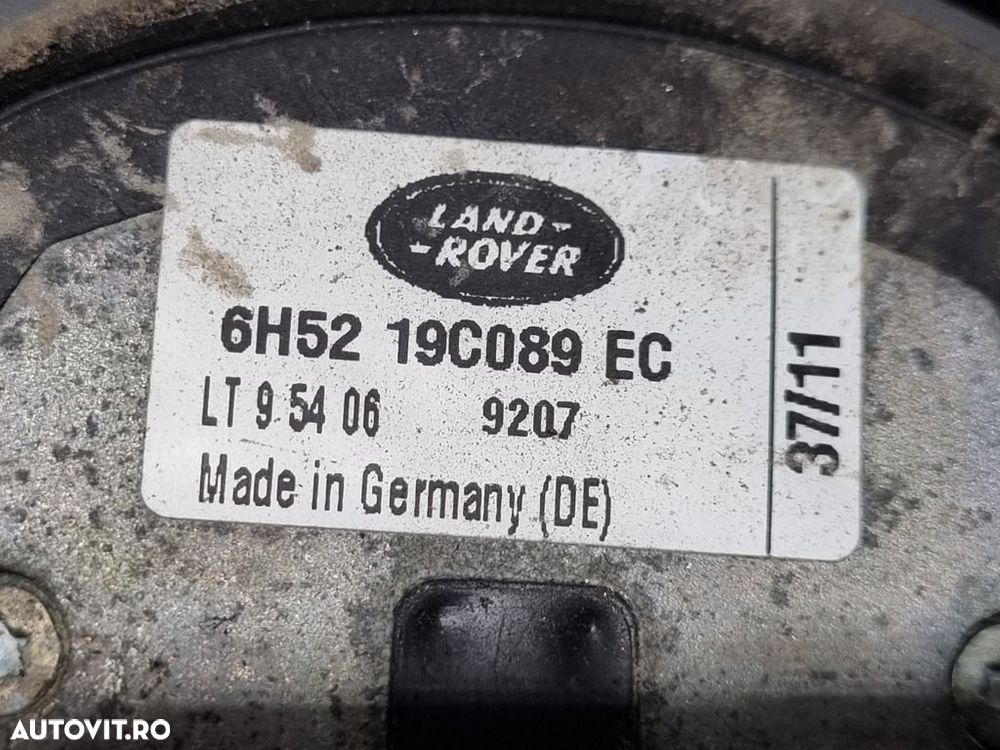 LAND-
-ROVER
6H52 19C089 EC
LT 9 54 06 9207
Made in Germany (DE)
37/11
AUTOVIT.RO